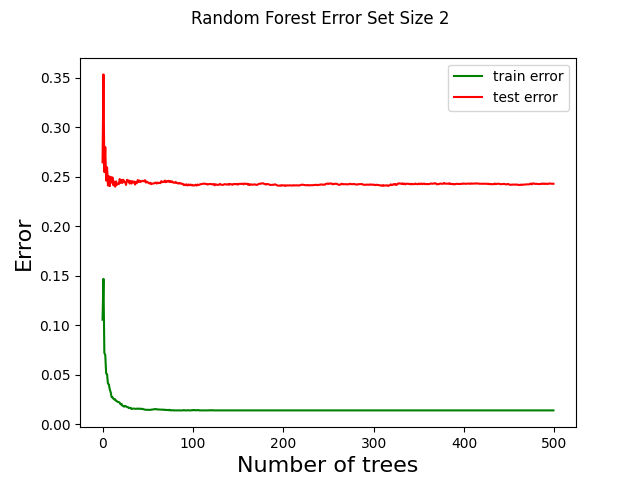 Random Forest Error Set Size 2
train error
test error
0.35
0.30
0.25
0.20
0.15
0.10
0.05
0.00
Error
0 100 200 300 400 500
Number of trees